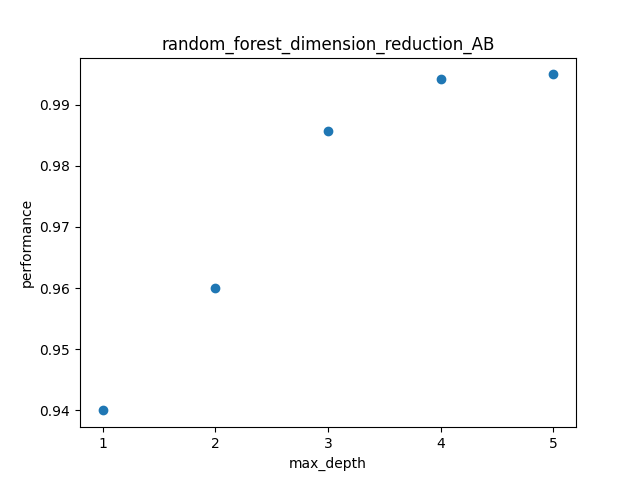 random_forest_dimension_reduction_AB
performance
0.99
0.98
0.97
0.96
0.95
0.94
1 2 3 4 5
max_depth